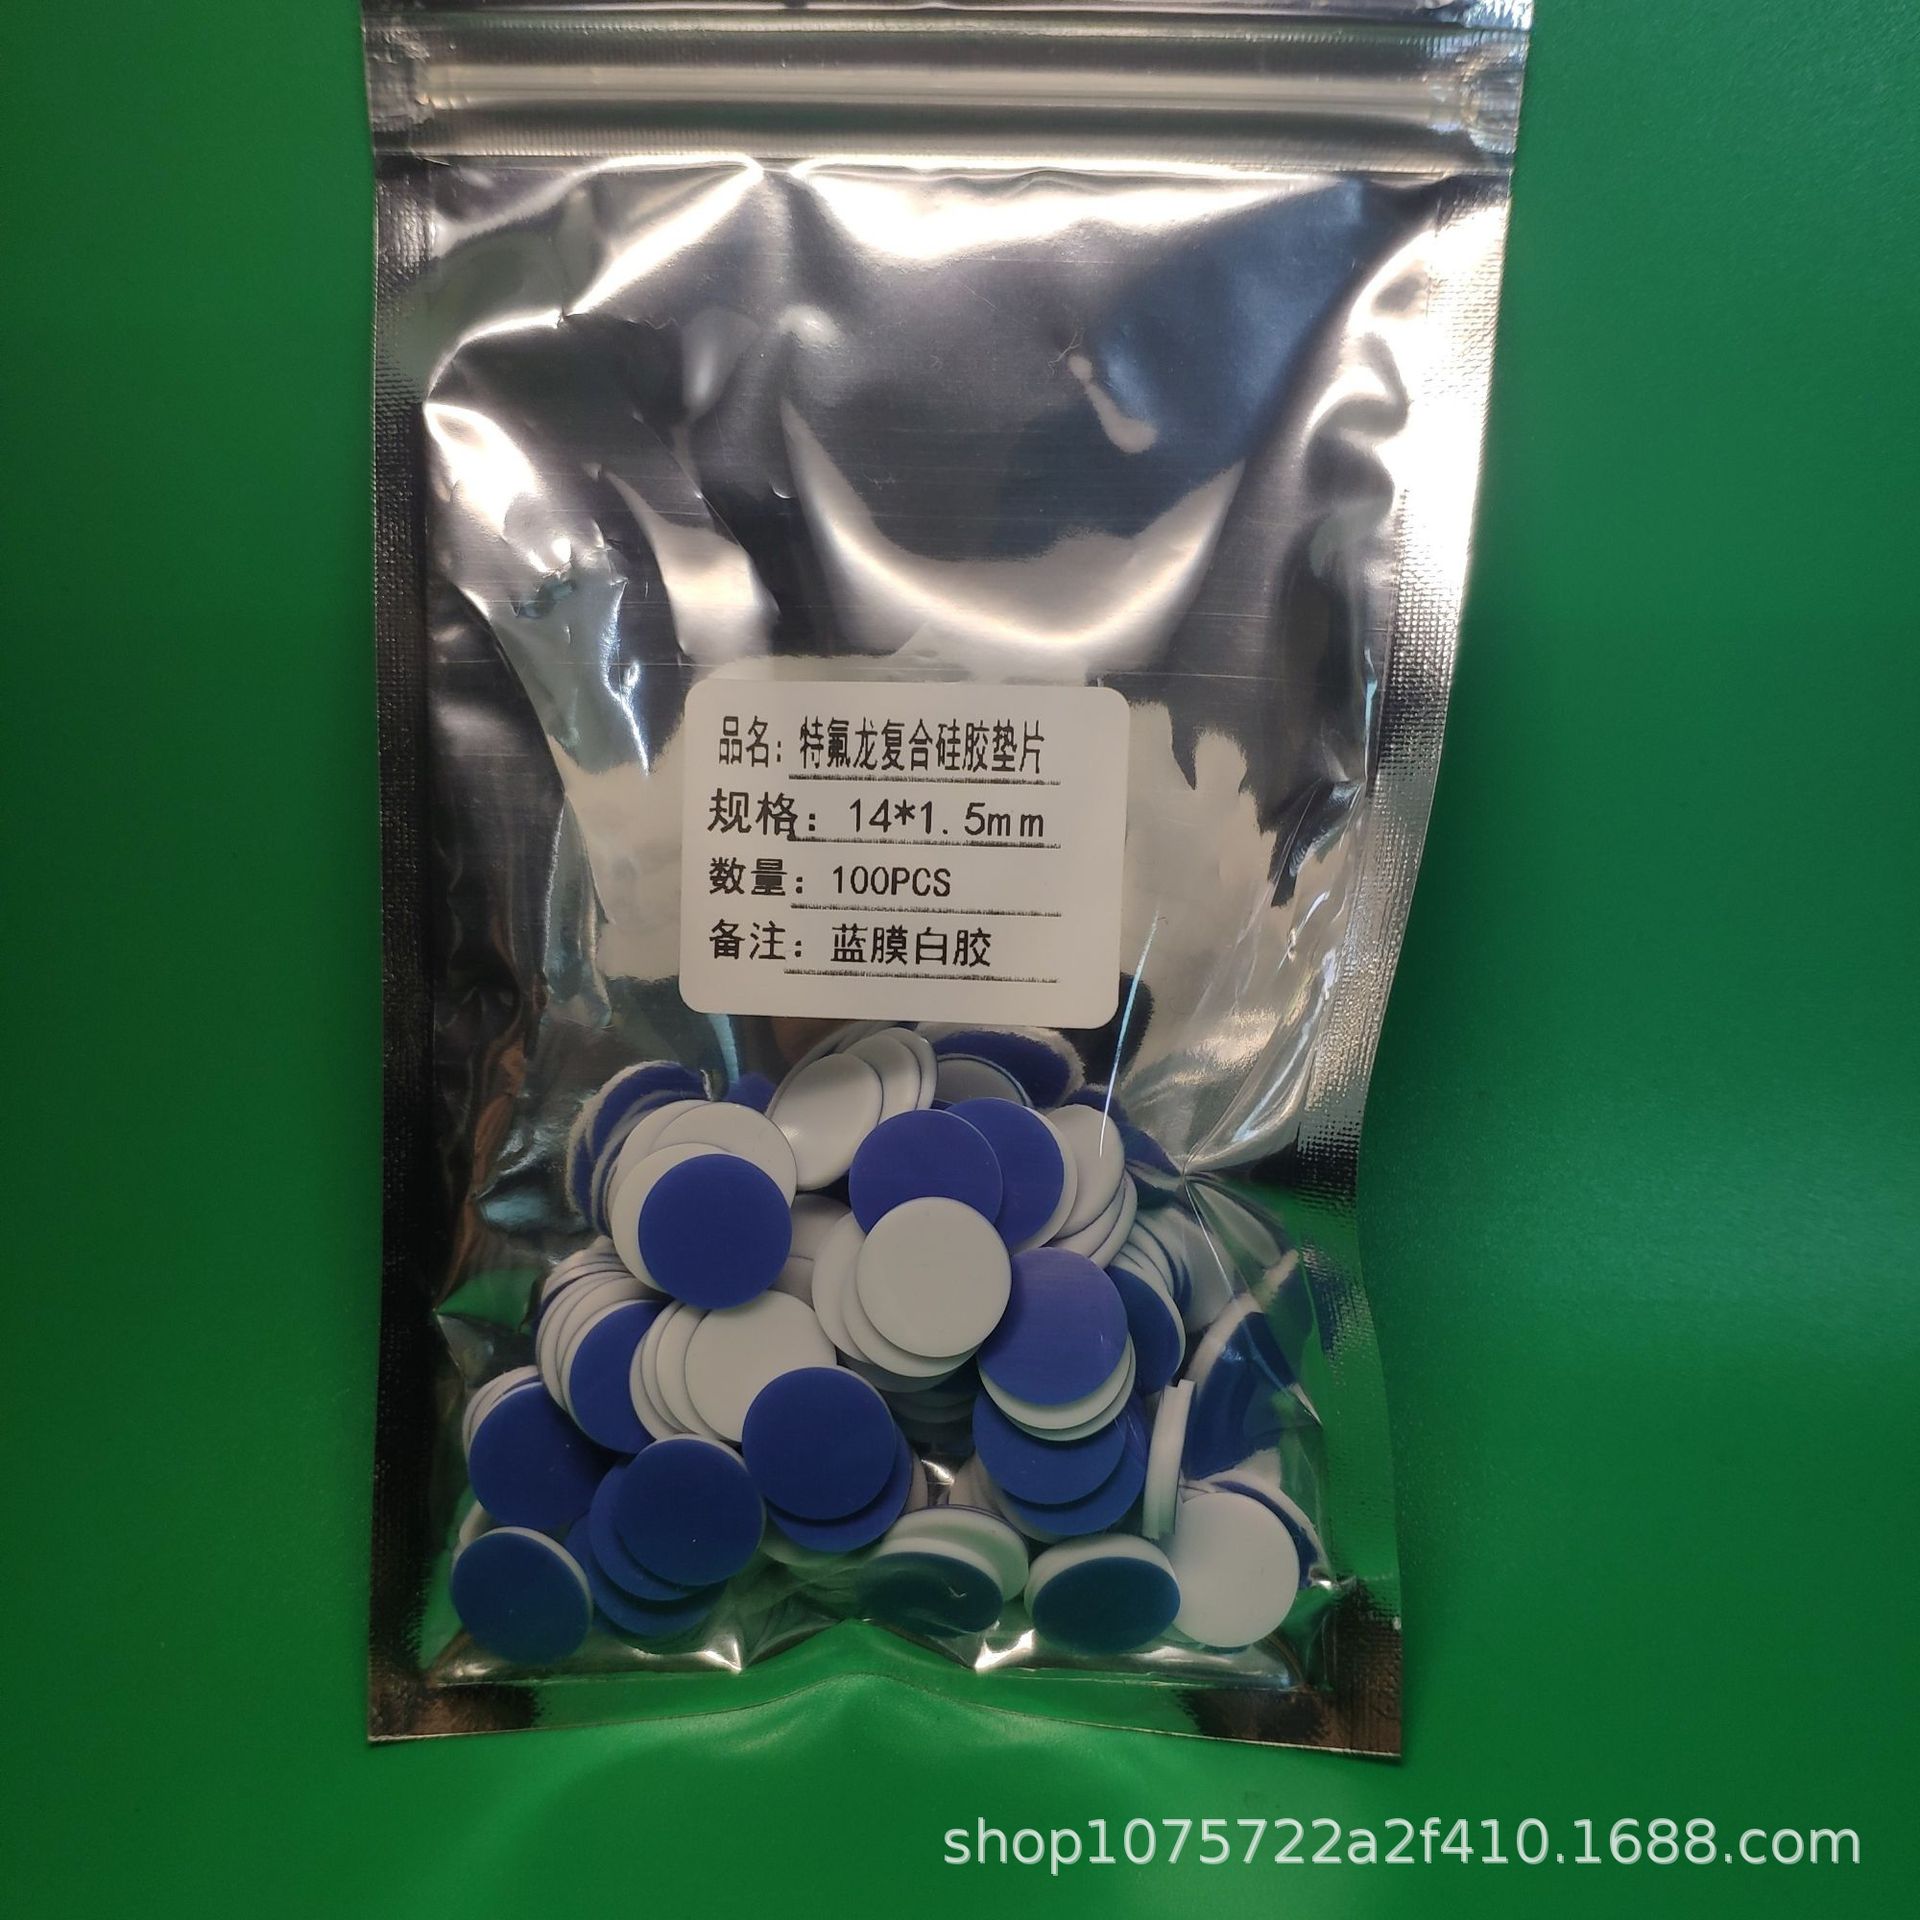 品名：特氟龙复合硅胶垫片
规格：14*1.5mm
数量：100PCS
备注：蓝膜白胶
shop1075722a2f410.1688.com